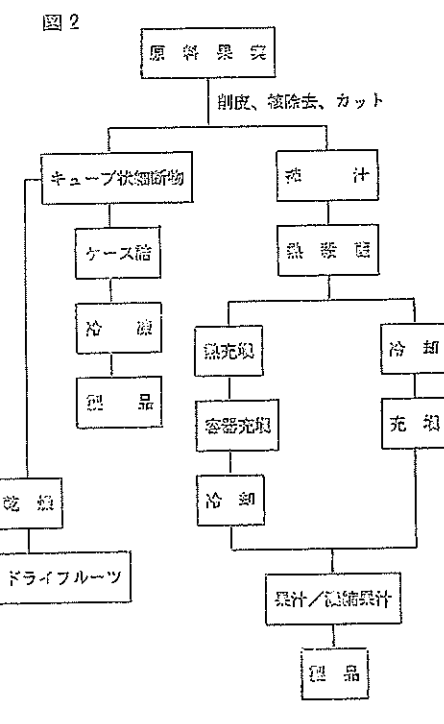 図2
原料果実
剝皮、核除去、カット
キューブ状細断物
搾汁
ケース詰
熱殺菌
冷凍
熱充填
冷却
製品
容器充填
充填
冷却
乾燥
ドライフルーツ
果汁／濃縮果汁
製品